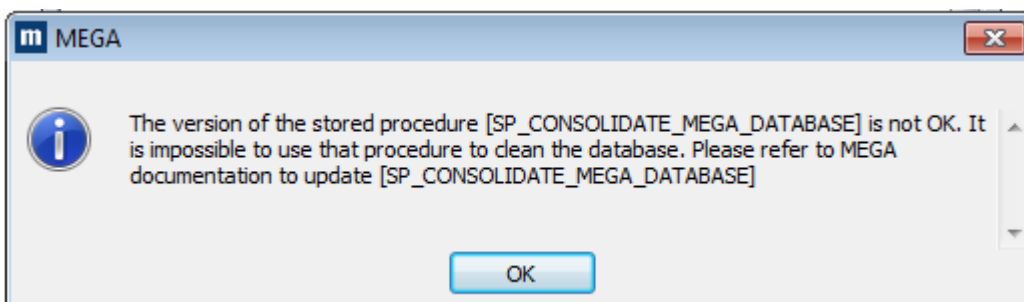 m MEGA
The version of the stored procedure [SP_CONSOLIDATE_MEGA_DATABASE] is not OK. It
is impossible to use that procedure to clean the database. Please refer to MEGA
documentation to update [SP_CONSOLIDATE_MEGA_DATABASE]
OK